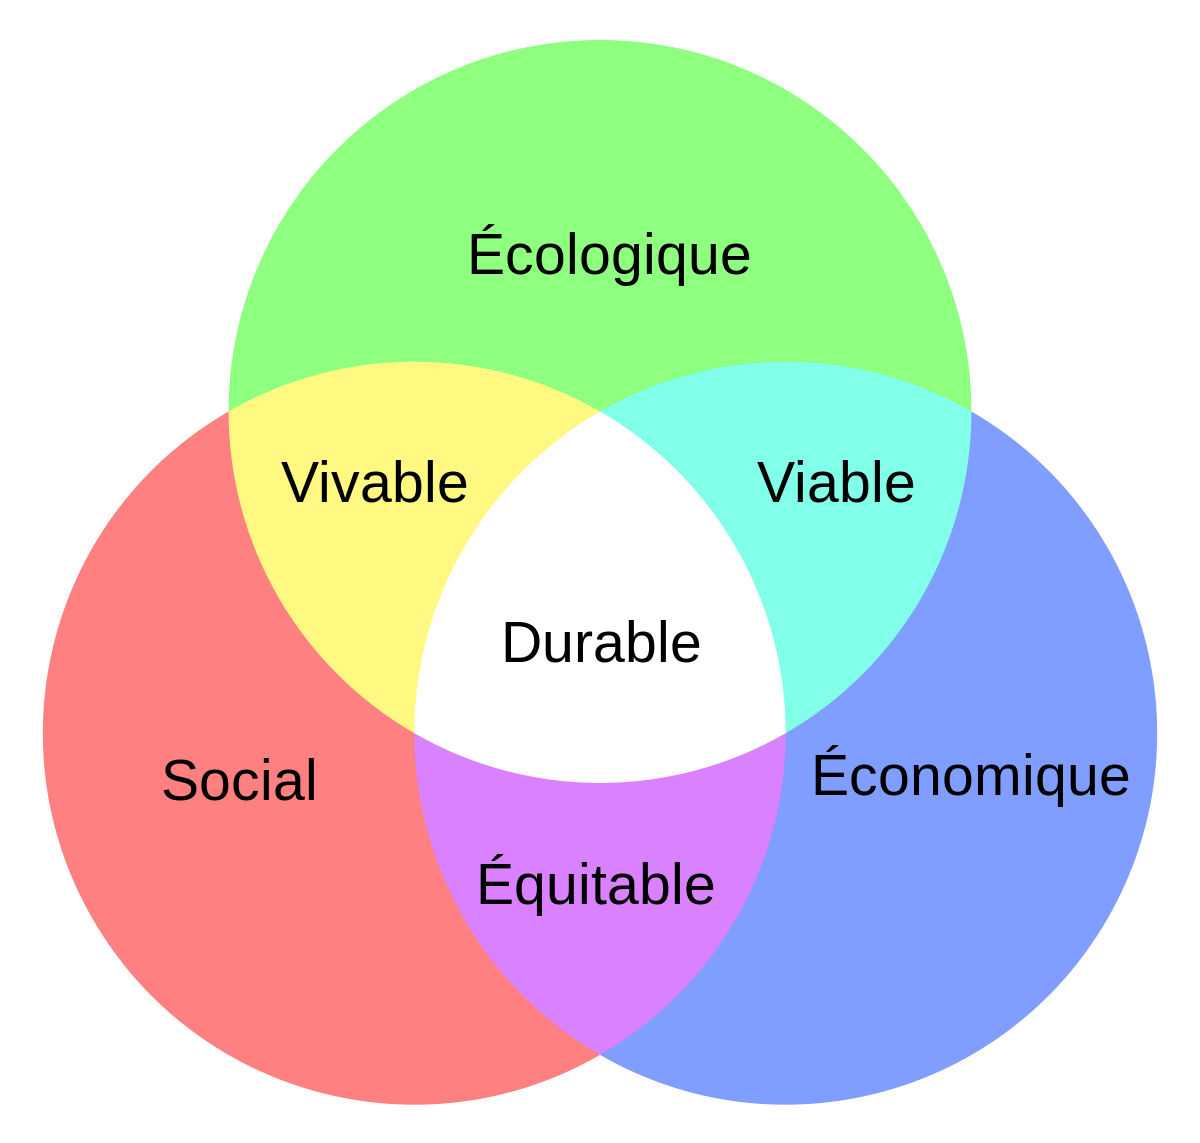 Écologique
Vivable
Viable
Durable
Social
Économique
Équitable